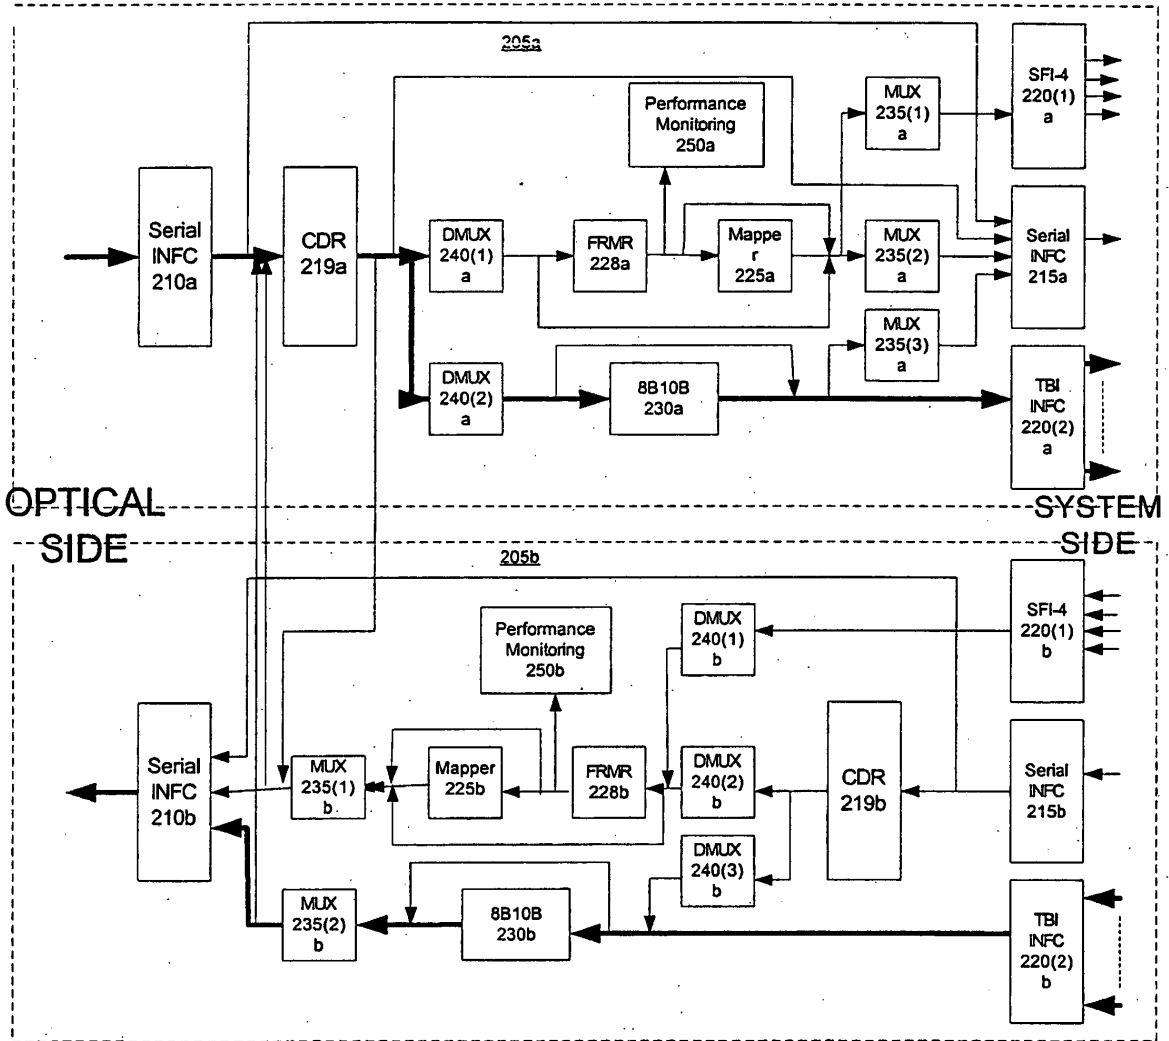 205a
SFI-4
220(1)
a
MUX
235(1)
a
Performance
Monitoring
250a
Serial
INFC
210a
CDR
219a
DMUX
240(1)
a
FRMR
228a
Mappe
r
225a
MUX
235(2)
a
Serial
INFC
215a
MUX
235(3)
a
DMUX
240(2)
a
8B10B
230a
TBI
INFC
220(2)
a
OPTICAL
SIDE
SYSTEM
SIDE
205b
SFI-4
220(1)
b
DMUX
240(1)
b
Performance
Monitoring
250b
Serial
INFC
210b
MUX
235(1)
b
Mapper
225b
FRMR
228b
DMUX
240(2)
b
CDR
219b
Serial
INFC
215b
DMUX
240(3)
b
MUX
235(2)
b
8B10B
230b
TBI
INFC
220(2)
b